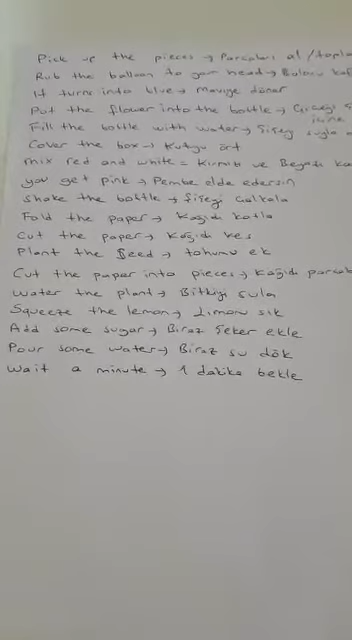 Pick up the pieces → Parçaları al / topla
Rub the balloon to your head → Balonu kaf
It turns into blue → maviye döner
Put the flower into the bottle → Çiçeği
içine
Fill the bottle with water → Şişeyi suyla
Cover the box → Kutuyu ört
mix red and white = Kırmızı ve Beyazı ka
you get pink → Pembe elde edersin
Shake the bottle → Şişeyi çalkala
Fold the paper → Kağıdı katla
Cut the paper → Kağıdı kes
Plant the seed → tohumu ek
Cut the paper into pieces → Kağıdı parçal
Water the plant → Bitkiyi sula
Squeeze the lemon → Limonu sık
Add some sugar → Biraz şeker ekle
Pour some water → Biraz su dök
Wait a minute → 1 dakika bekle